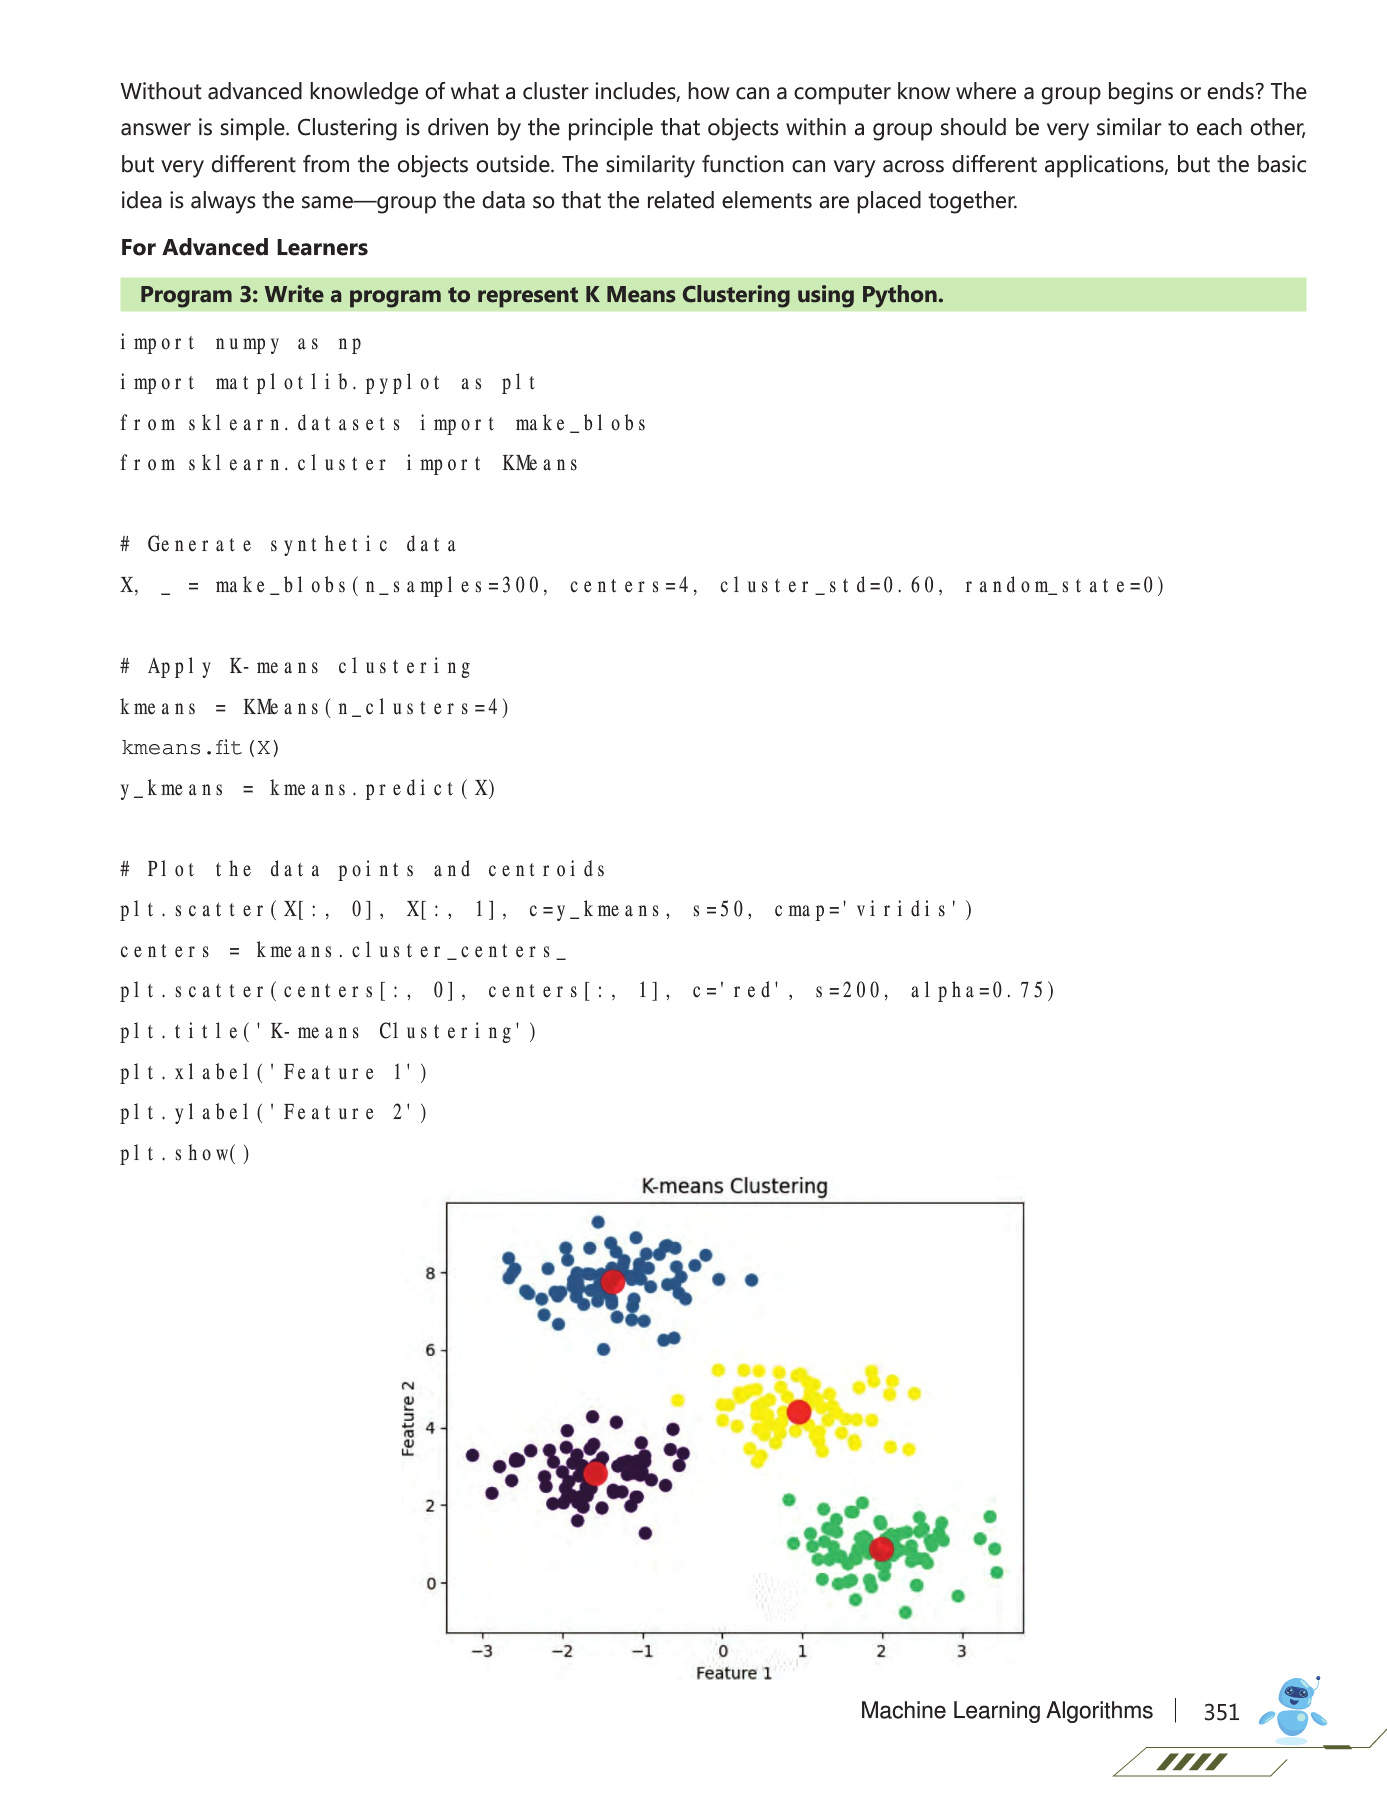 Without advanced knowledge of what a cluster includes, how can a computer know where a group begins or ends? The
answer is simple. Clustering is driven by the principle that objects within a group should be very similar to each other,
but very different from the objects outside. The similarity function can vary across different applications, but the basic
idea is always the same—group the data so that the related elements are placed together.
For Advanced Learners
Program 3: Write a program to represent K Means Clustering using Python.
import numpy as np
import matplotlib.pyplot as plt
from sklearn.datasets import make_blobs
from sklearn.cluster import KMeans
# Generate synthetic data
X, _ = make_blobs(n_samples=300, centers=4, cluster_std=0.60, random_state=0)
# Apply K-means clustering
kmeans = KMeans(n_clusters=4)
kmeans.fit(X)
y_kmeans = kmeans.predict(X)
# Plot the data points and centroids
plt.scatter(X[:, 0], X[:, 1], c=y_kmeans, s=50, cmap='viridis')
centers = kmeans.cluster_centers_
plt.scatter(centers[:, 0], centers[:, 1], c='red', s=200, alpha=0.75)
plt.title('K-means Clustering')
plt.xlabel('Feature 1')
plt.ylabel('Feature 2')
plt.show()
K-means Clustering
8
6
4
2
0
Feature 2
−3 −2 −1 0 1 2 3
Feature 1
Machine Learning Algorithms 351